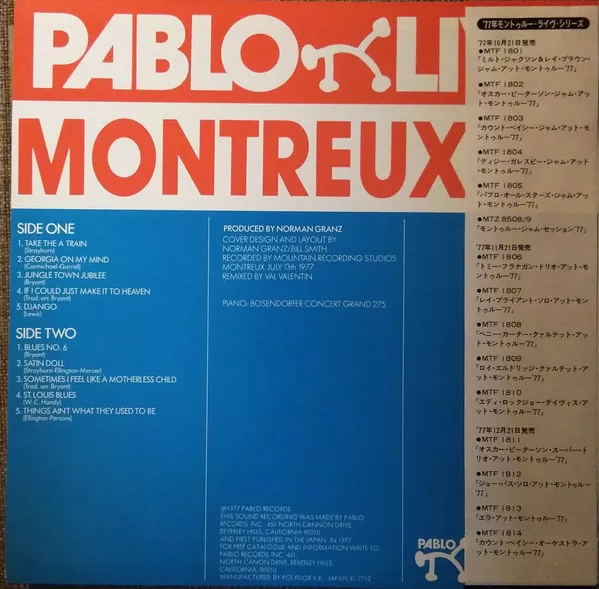 PABLO LIV
MONTREUX
SIDE ONE
1. TAKE THE A TRAIN
(Strayhorn)
2. GEORGIA ON MY MIND
(Carmichael-Gorrell)
3. JUNGLE TOWN JUBILEE
(Bryant)
4. IF I COULD JUST MAKE IT TO HEAVEN
(Trad. arr. Bryant)
5. DJANGO
(Lewis)
SIDE TWO
1. BLUES NO. 6
(Bryant)
2. SATIN DOLL
(Strayhorn-Ellington-Mercer)
3. SOMETIMES I FEEL LIKE A MOTHERLESS CHILD
(Trad. arr. Bryant)
4. ST. LOUIS BLUES
(W. C. Handy)
5. THINGS AINT WHAT THEY USED TO BE
(Ellington-Persons)
PRODUCED BY NORMAN GRANZ
COVER DESIGN AND LAYOUT BY
NORMAN GRANZ/BILL SMITH
RECORDED BY MOUNTAIN RECORDING STUDIOS
MONTREUX JULY 13th 1977
REMIXED BY VAL VALENTIN
PIANO: BOSENDORFER CONCERT GRAND 275
℗1977 PABLO RECORDS
THIS SOUND RECORDING WAS MADE BY PABLO
RECORDS INC., 451 NORTH CANNON DRIVE,
BEVERLEY HILLS, CALIFORNIA 90210
AND FIRST PUBLISHED IN THE JAPAN. IN 1977
FOR FREE CATALOGUE AND INFORMATION WRITE TO:
PABLO RECORDS INC. 451
NORTH CANON DRIVE, BEVERLEY HILLS,
CALIFORNIA, 90210
MANUFACTURED BY POLYDOR K.K. - JAPAN. KI 7712
PABLO
'77年モントゥルー・ライヴ・シリーズ
'77年10月21日発売
●MTF 1801
「ミルト・ジャクソン&レイ・ブラウン・
ジャム・アット・モントゥルー'77」
●MTF 1802
「オスカー・ピーターソン・ジャム・アッ
ト・モントゥルー'77」
●MTF 1803
「カウント・ベイシー・ジャム・アット・モ
ントゥルー'77」
●MTF 1804
「ディジー・ガレスピー・ジャム・アッ
ト・モントゥルー'77」
●MTF 1805
「パブロ・オール・スターズ・ジャム・アッ
ト・モントゥルー'77」
●MTZ 8508/9
「モントゥルー・ジャム・セッション'77」
'77年11月21日発売
●MTF 1806
「トミー・フラナガン・トリオ・アット・モ
ントゥルー'77」
●MTF 1807
「レイ・ブライアント・ソロ・アット・モン
トゥルー'77」
●MTF 1808
「ベニー・カーター・クァルテット・アッ
ト・モントゥルー'77」
●MTF 1809
「ロイ・エルドリッジ・クァルテット・ア
ット・モントゥルー'77」
●MTF 1810
「エディ・ロックジョー・デイヴィス・ア
ット・モントゥルー'77」
'77年12月21日発売
●MTF 1811
「オスカー・ピーターソン・スーパー・ト
リオ・アット・モントゥルー'77」
●MTF 1812
「ジョー・パス・ソロ・アット・モントゥル
ー'77」
●MTF 1813
「エラ・アット・モントゥルー'77」
●MTF 1814
「カウント・ベイシー・オーケストラ・ア
ット・モントゥルー'77」